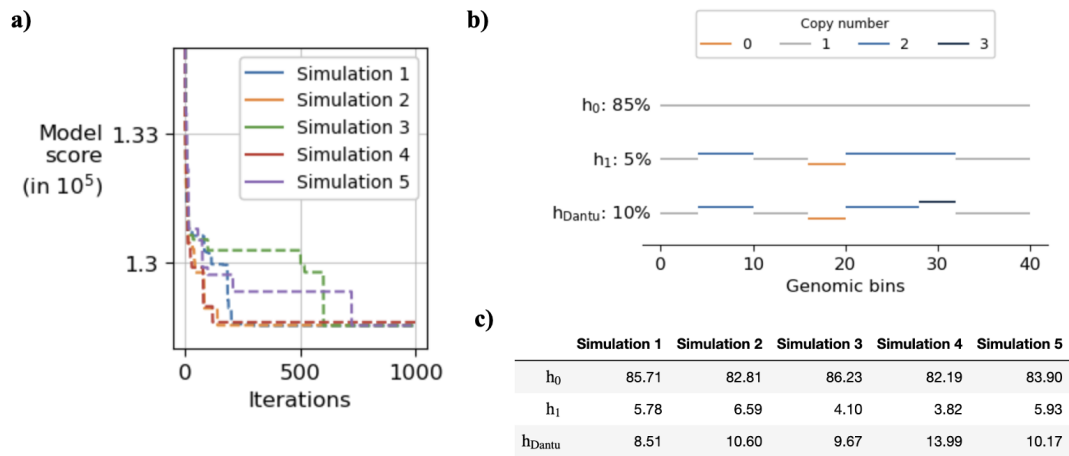 a)
Model
score
(in 10⁵)
1.33
1.3
Simulation 1
Simulation 2
Simulation 3
Simulation 4
Simulation 5
0 500 1000
Iterations
b)
Copy number
0 1 2 3
h₀: 85%
h₁: 5%
h_Dantu: 10%
0 10 20 30 40
Genomic bins
c)
Simulation 1 Simulation 2 Simulation 3 Simulation 4 Simulation 5
h₀ 85.71 82.81 86.23 82.19 83.90
h₁ 5.78 6.59 4.10 3.82 5.93
h_Dantu 8.51 10.60 9.67 13.99 10.17